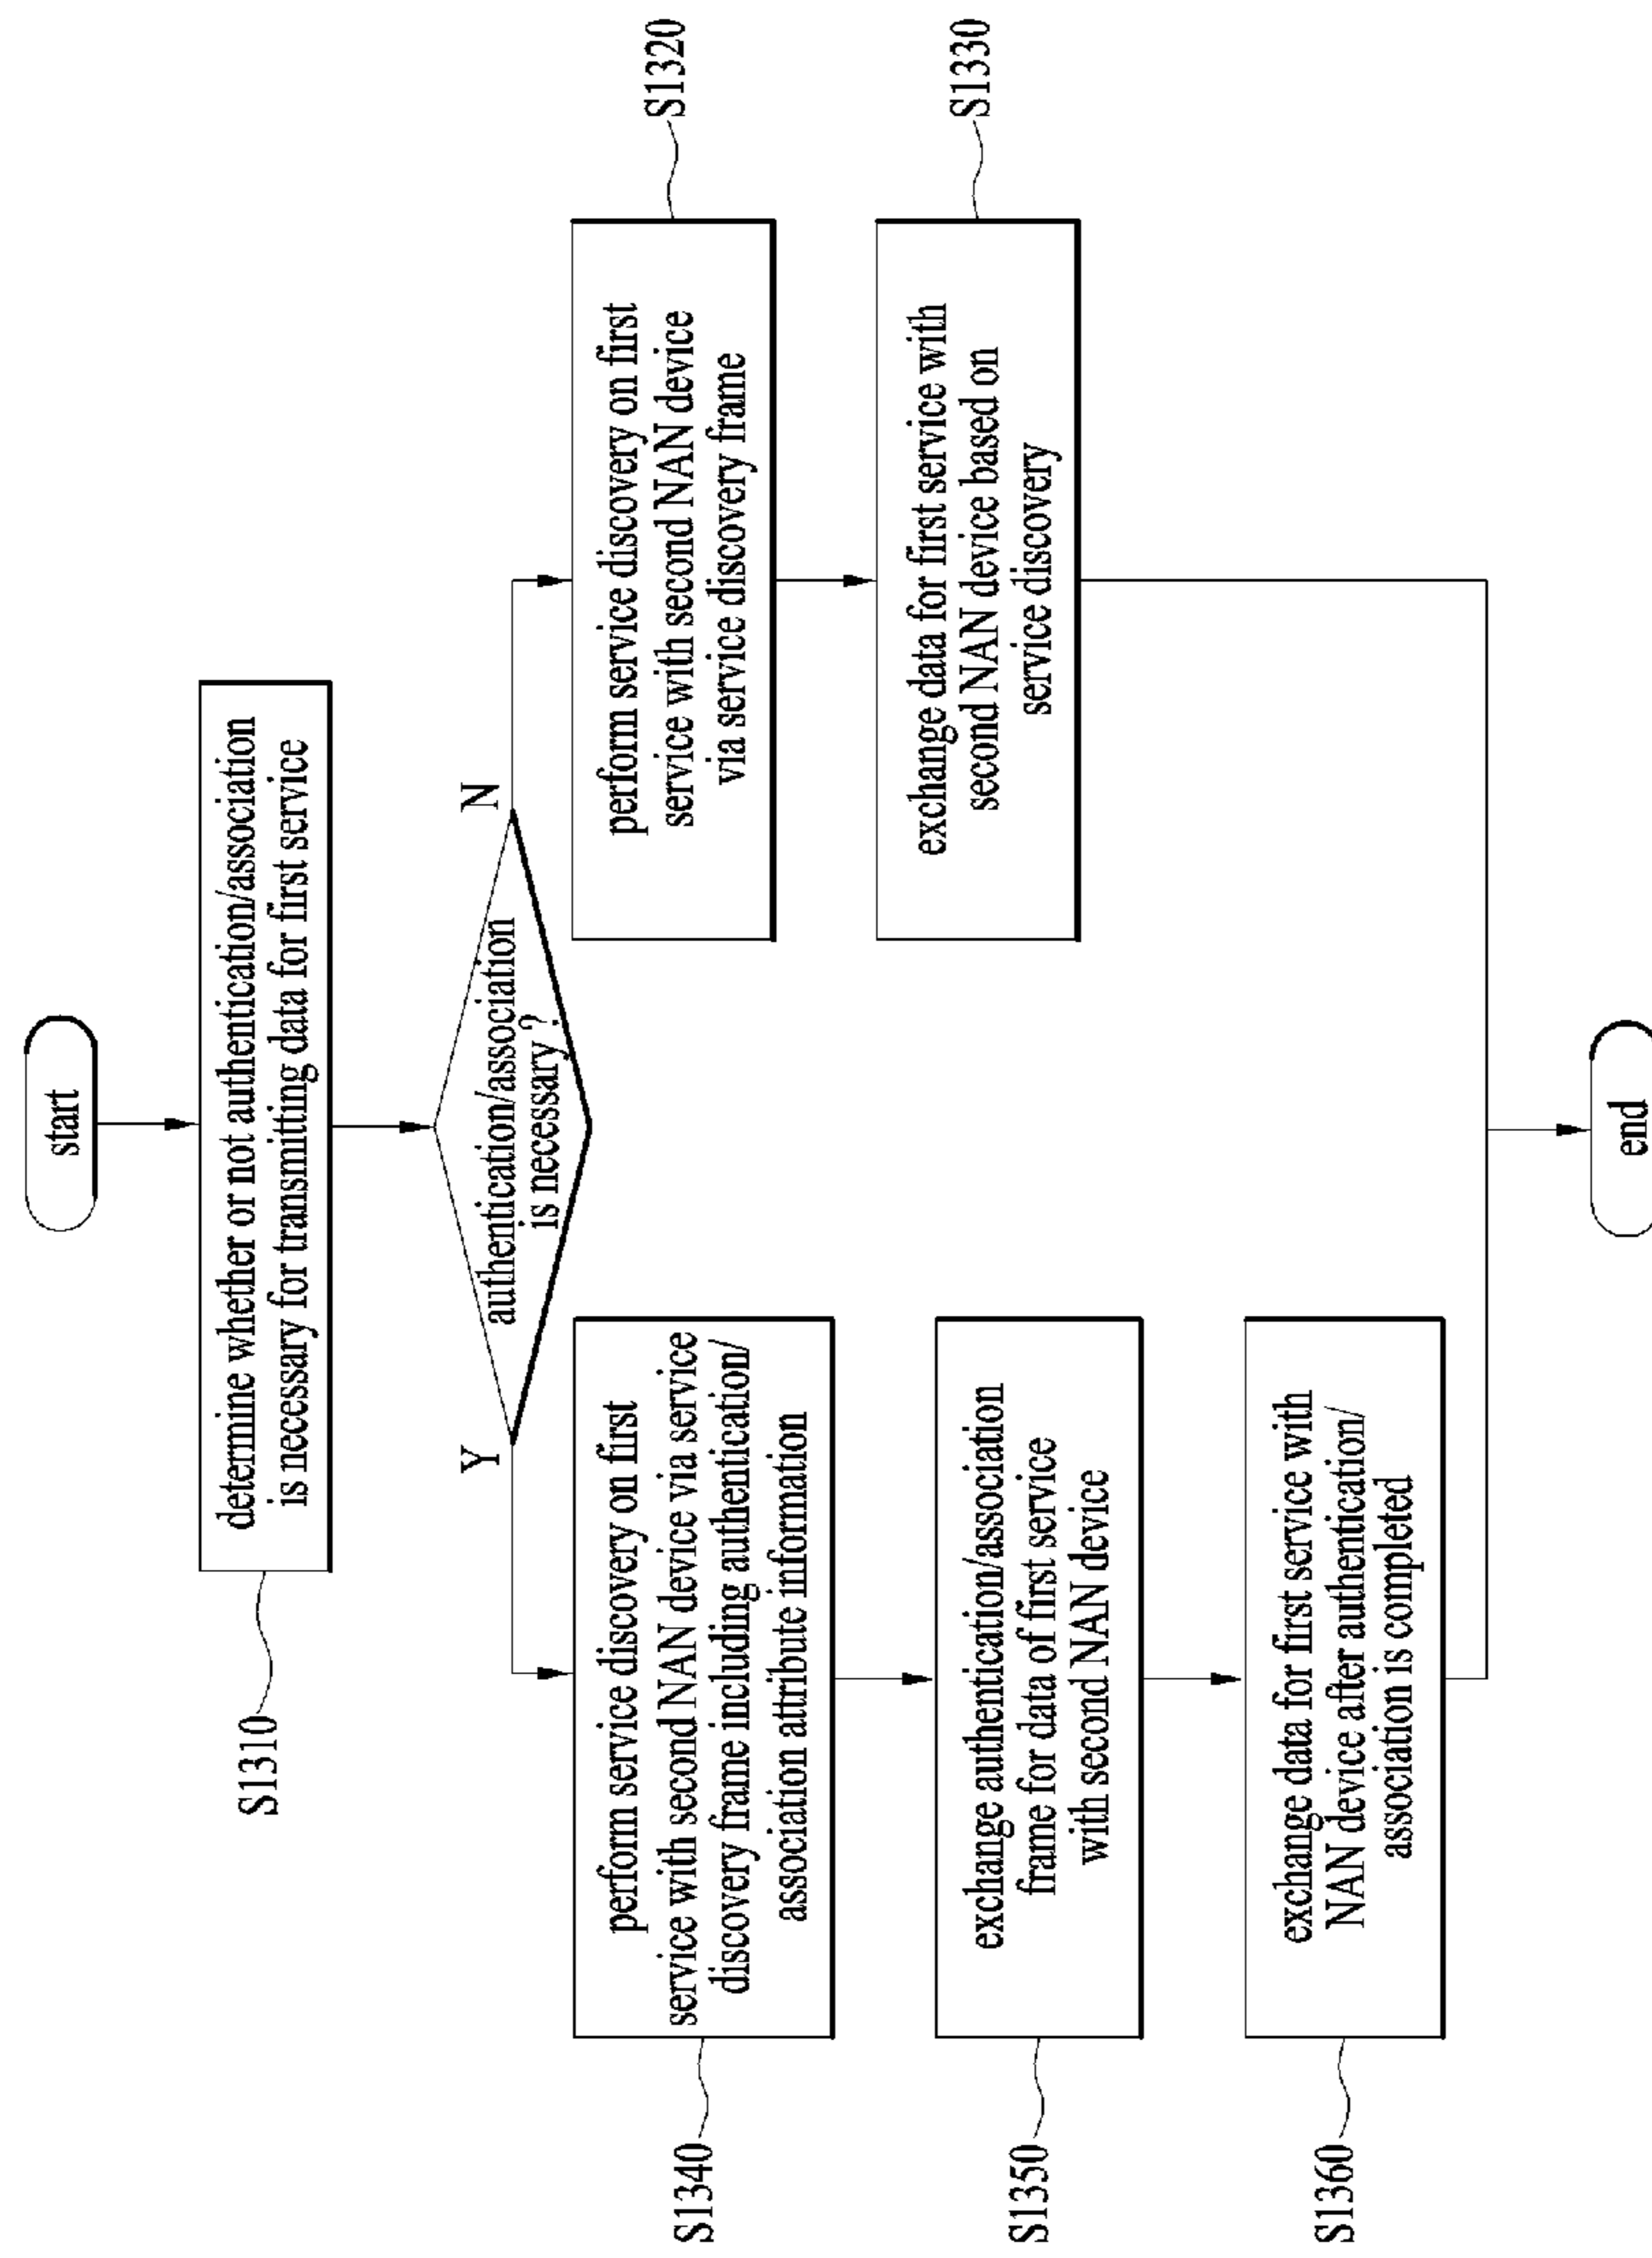 start
determine whether or not authentication/association
is necessary for transmitting data for first service
S1310
authentication/association
is necessary ?
Y
N
perform service discovery on first
service with second NAN device via service
discovery frame including authentication/
association attribute information
S1340
perform service discovery on first
service with second NAN device
via service discovery frame
S1320
exchange authentication/association
frame for data of first service
with second NAN device
S1350
exchange data for first service with
second NAN device based on
service discovery
S1330
exchange data for first service with
NAN device after authentication/
association is completed
S1360
end